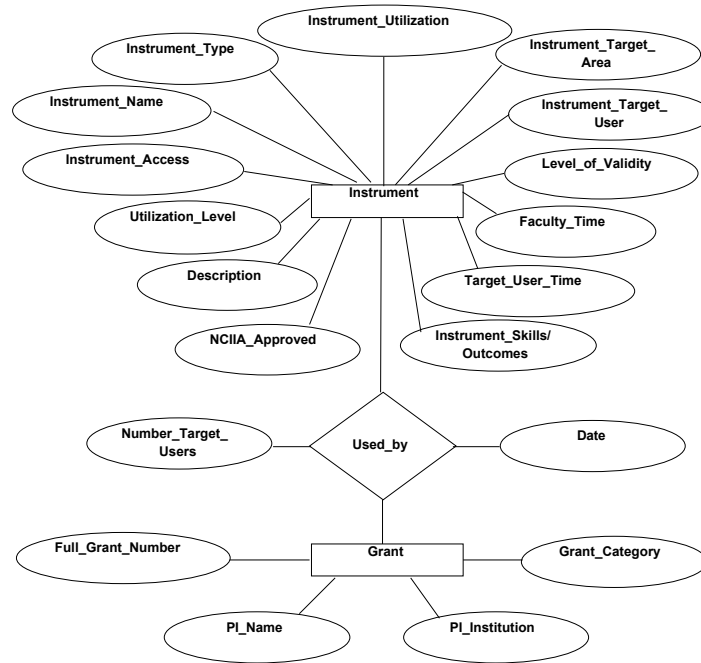 Instrument_Utilization
Instrument_Type
Instrument_Target_
Area
Instrument_Name
Instrument_Target_
User
Instrument_Access
Level_of_Validity
Instrument
Utilization_Level
Faculty_Time
Description
Target_User_Time
NCIIA_Approved
Instrument_Skills/
Outcomes
Number_Target_
Users
Used_by
Date
Full_Grant_Number
Grant
Grant_Category
PI_Name
PI_Institution